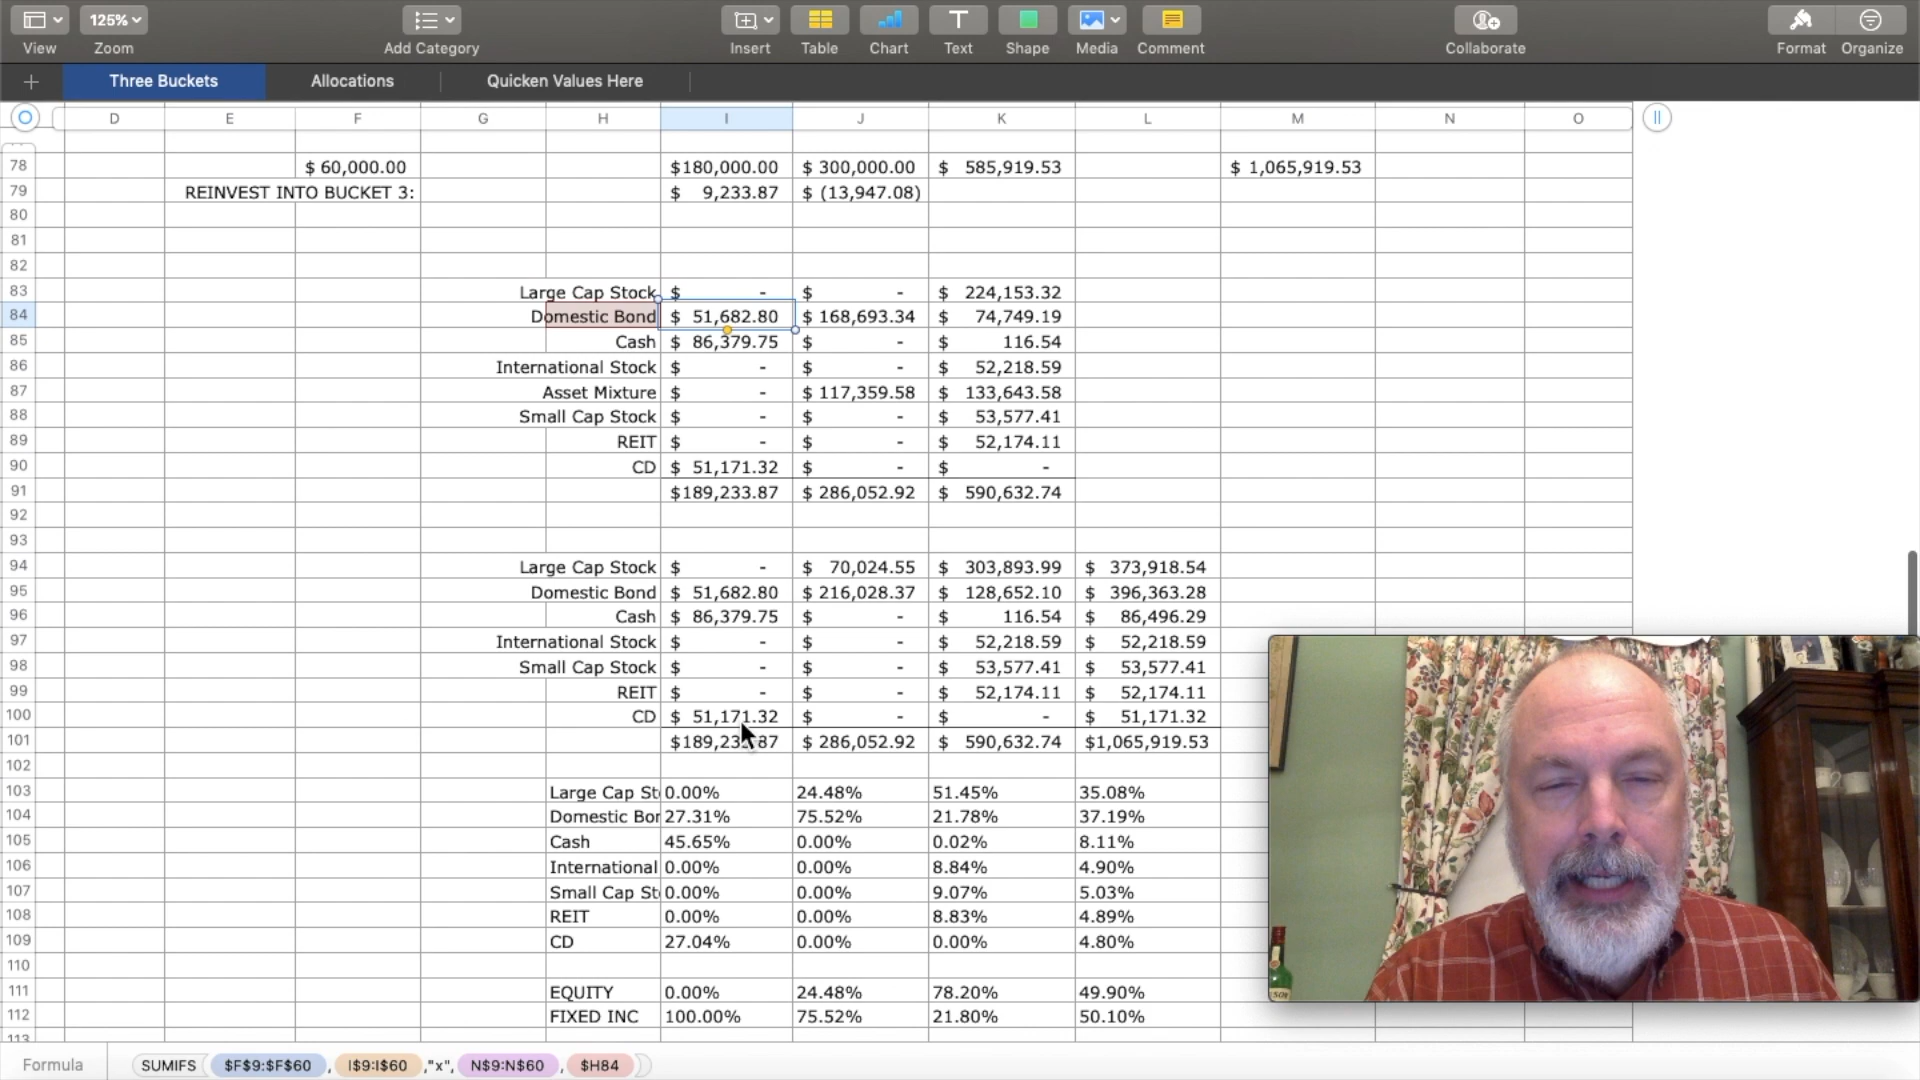 125%
View Zoom Add Category Insert Table Chart Text Shape Media Comment Collaborate Format Organize
Three Buckets Allocations Quicken Values Here
D E F G H I J K L M N O
78 $ 60,000.00 $180,000.00 $ 300,000.00 $ 585,919.53 $ 1,065,919.53
79 REINVEST INTO BUCKET 3: $ 9,233.87 $ (13,947.08)
80
81
82
83 Large Cap Stock $ - $ - $ 224,153.32
84 Domestic Bond $ 51,682.80 $ 168,693.34 $ 74,749.19
85 Cash $ 86,379.75 $ - $ 116.54
86 International Stock $ - $ - $ 52,218.59
87 Asset Mixture $ - $ 117,359.58 $ 133,643.58
88 Small Cap Stock $ - $ - $ 53,577.41
89 REIT $ - $ - $ 52,174.11
90 CD $ 51,171.32 $ - $ -
91 $189,233.87 $ 286,052.92 $ 590,632.74
92
93
94 Large Cap Stock $ - $ 70,024.55 $ 303,893.99 $ 373,918.54
95 Domestic Bond $ 51,682.80 $ 216,028.37 $ 128,652.10 $ 396,363.28
96 Cash $ 86,379.75 $ - $ 116.54 $ 86,496.29
97 International Stock $ - $ - $ 52,218.59 $ 52,218.59
98 Small Cap Stock $ - $ - $ 53,577.41 $ 53,577.41
99 REIT $ - $ - $ 52,174.11 $ 52,174.11
100 CD $ 51,171.32 $ - $ - $ 51,171.32
101 $189,233.87 $ 286,052.92 $ 590,632.74 $1,065,919.53
102
103 Large Cap St 0.00% 24.48% 51.45% 35.08%
104 Domestic Bor 27.31% 75.52% 21.78% 37.19%
105 Cash 45.65% 0.00% 0.02% 8.11%
106 International 0.00% 0.00% 8.84% 4.90%
107 Small Cap St 0.00% 0.00% 9.07% 5.03%
108 REIT 0.00% 0.00% 8.83% 4.89%
109 CD 27.04% 0.00% 0.00% 4.80%
110
111 EQUITY 0.00% 24.48% 78.20% 49.90%
112 FIXED INC 100.00% 75.52% 21.80% 50.10%
113
Formula SUMIFS $F$9:$F$60 , I$9:I$60 ,"x", N$9:N$60 , $H84